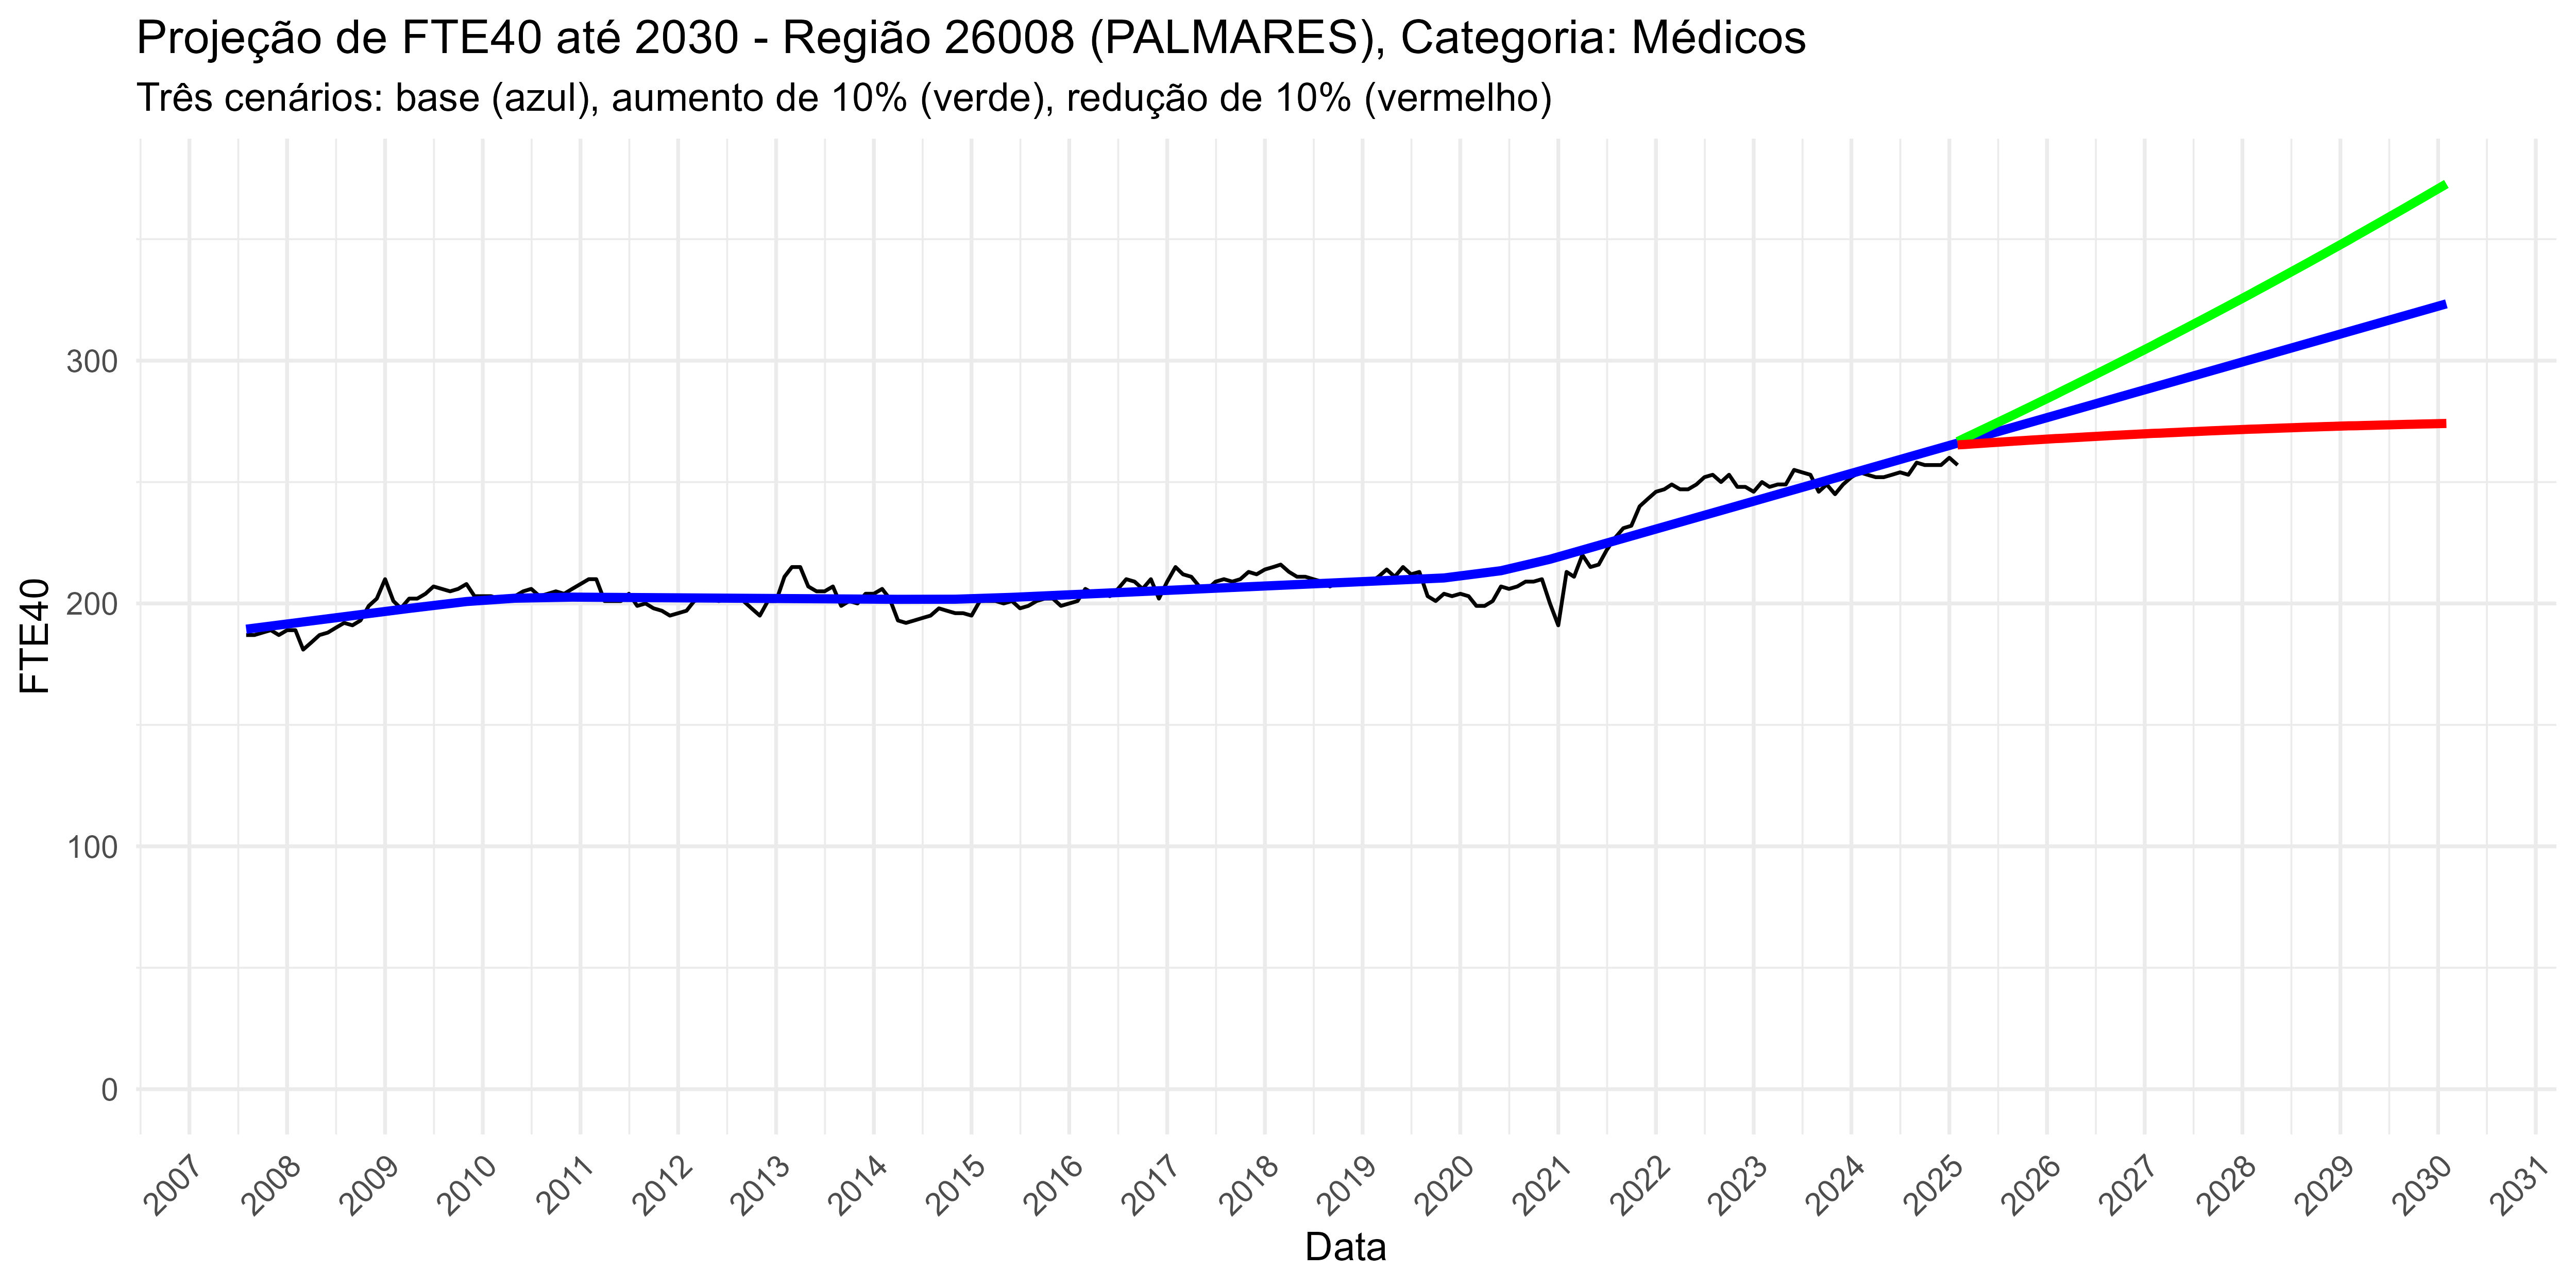 Projeção de FTE40 até 2030 - Região 26008 (PALMARES), Categoria: Médicos
Três cenários: base (azul), aumento de 10% (verde), redução de 10% (vermelho)
FTE40
300
200
100
0
2007 2008 2009 2010 2011 2012 2013 2014 2015 2016 2017 2018 2019 2020 2021 2022 2023 2024 2025 2026 2027 2028 2029 2030 2031
Data